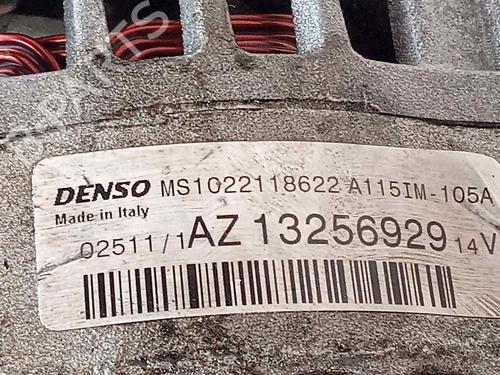 DENSO MS1022118622 A115IM-105A
Made in Italy
02511/1AZ 13256929 14V